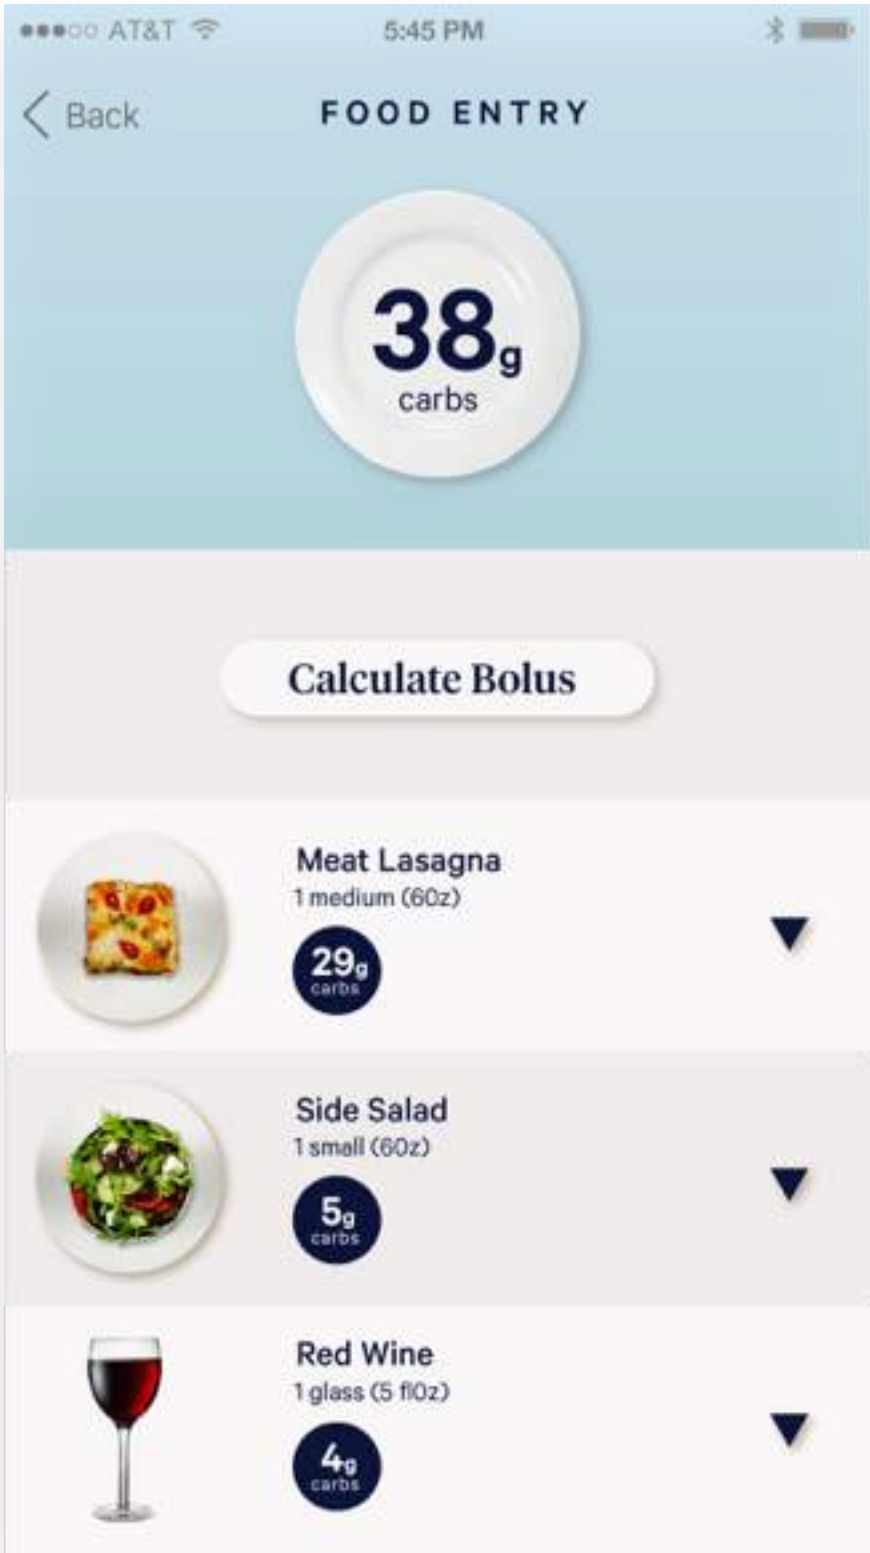 AT&T 5:45 PM
Back FOOD ENTRY
38g
carbs
Calculate Bolus
Meat Lasagna
1 medium (6Oz)
29g
carbs
Side Salad
1 small (6Oz)
5g
carbs
Red Wine
1 glass (5 flOz)
4g
carbs